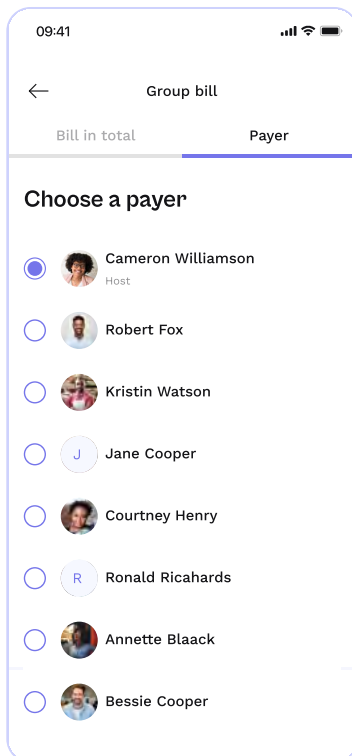 09:41
Group bill
Bill in total
Payer
Choose a payer
Cameron Williamson
Host
Robert Fox
Kristin Watson
J
Jane Cooper
Courtney Henry
R
Ronald Ricahards
Annette Blaack
Bessie Cooper